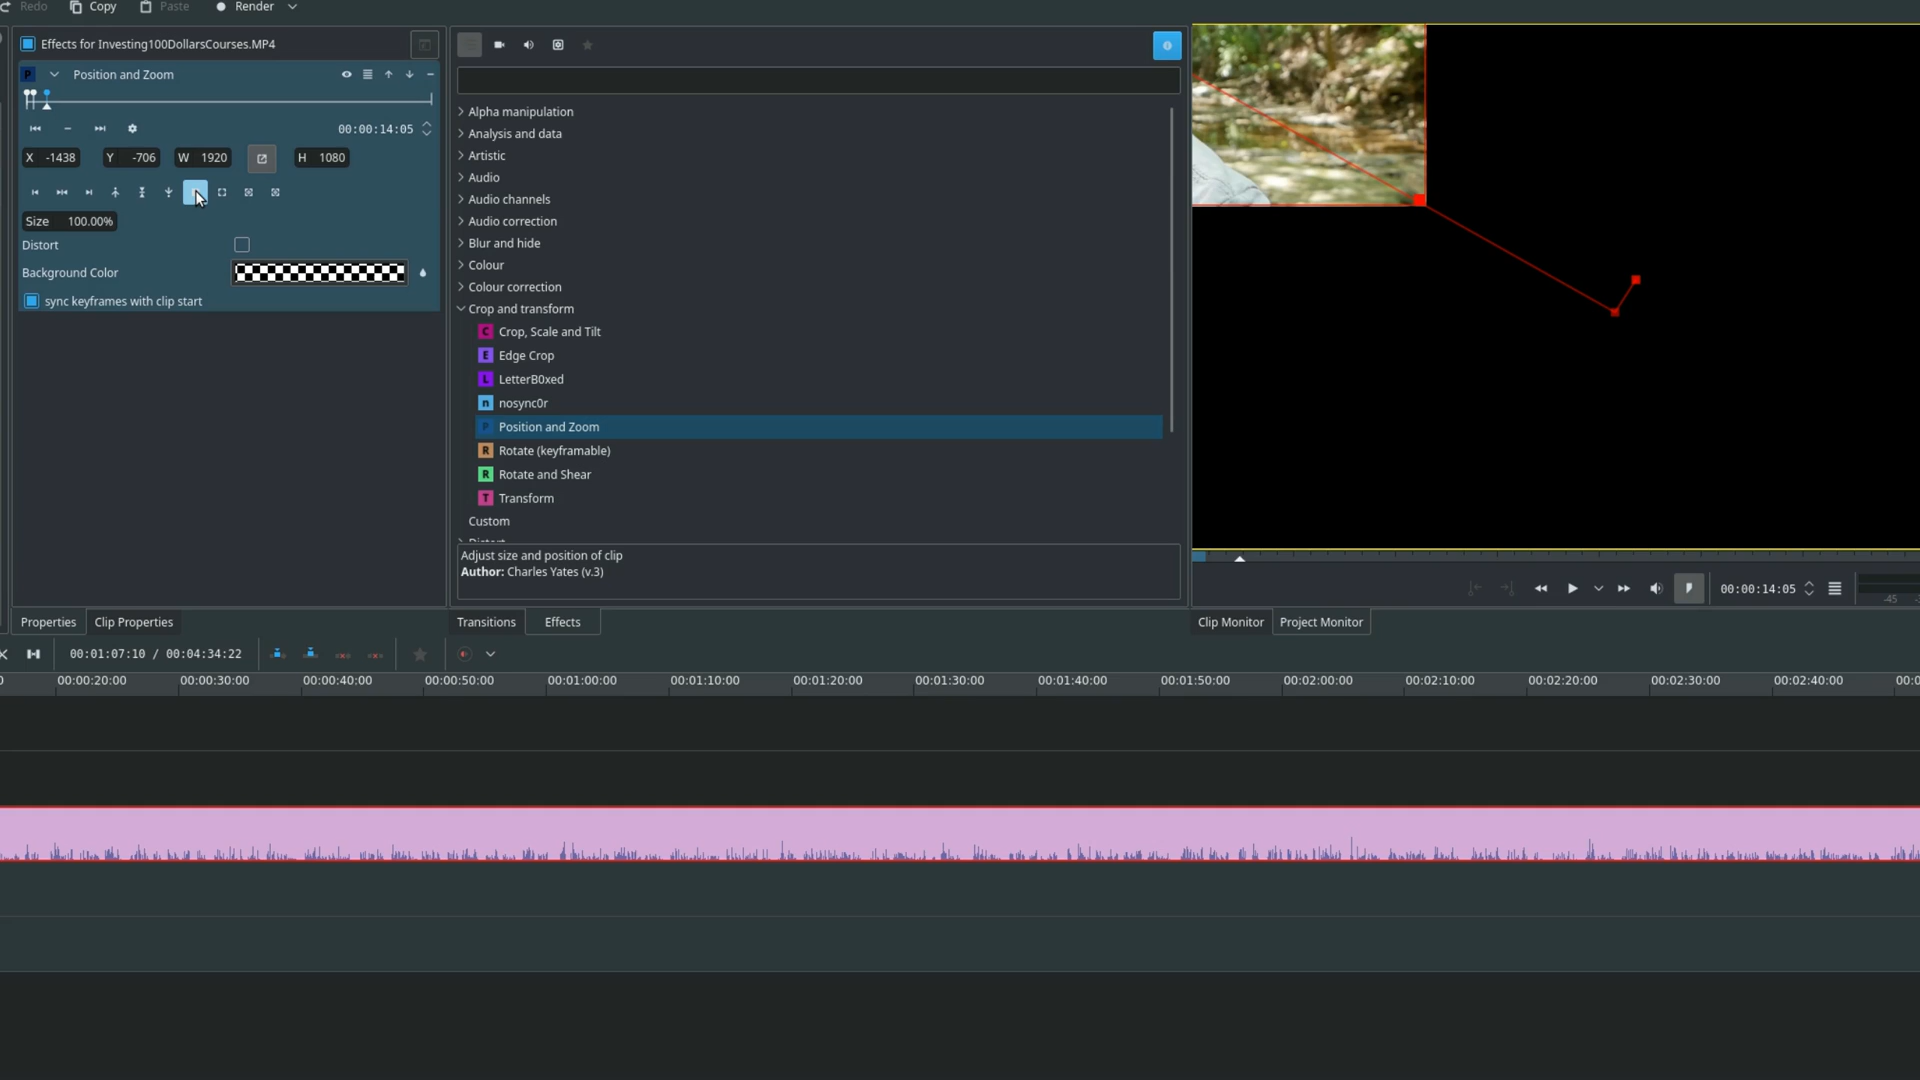 Redo Copy Paste Render
Effects for Investing100DollarsCourses.MP4
P Position and Zoom
00:00:14:05
X -1438 Y -706 W 1920 H 1080
Size 100.00%
Distort
Background Color
sync keyframes with clip start
Alpha manipulation
Analysis and data
Artistic
Audio
Audio channels
Audio correction
Blur and hide
Colour
Colour correction
Crop and transform
C Crop, Scale and Tilt
E Edge Crop
L LetterB0xed
n nosync0r
P Position and Zoom
R Rotate (keyframable)
R Rotate and Shear
T Transform
Custom
Distort
Adjust size and position of clip
Author: Charles Yates (v.3)
00:00:14:05
-45
Properties Clip Properties Transitions Effects Clip Monitor Project Monitor
00:01:07:10 / 00:04:34:22
0 00:00:20:00 00:00:30:00 00:00:40:00 00:00:50:00 00:01:00:00 00:01:10:00 00:01:20:00 00:01:30:00 00:01:40:00 00:01:50:00 00:02:00:00 00:02:10:00 00:02:20:00 00:02:30:00 00:02:40:00 00:0